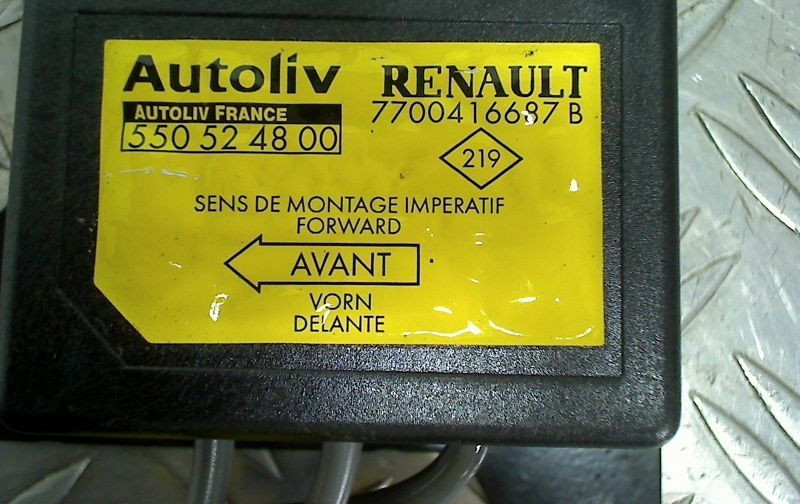 Autoliv RENAULT
AUTOLIV FRANCE 7700416687 B
550 52 48 00
219
SENS DE MONTAGE IMPERATIF
FORWARD
AVANT
VORN
DELANTE